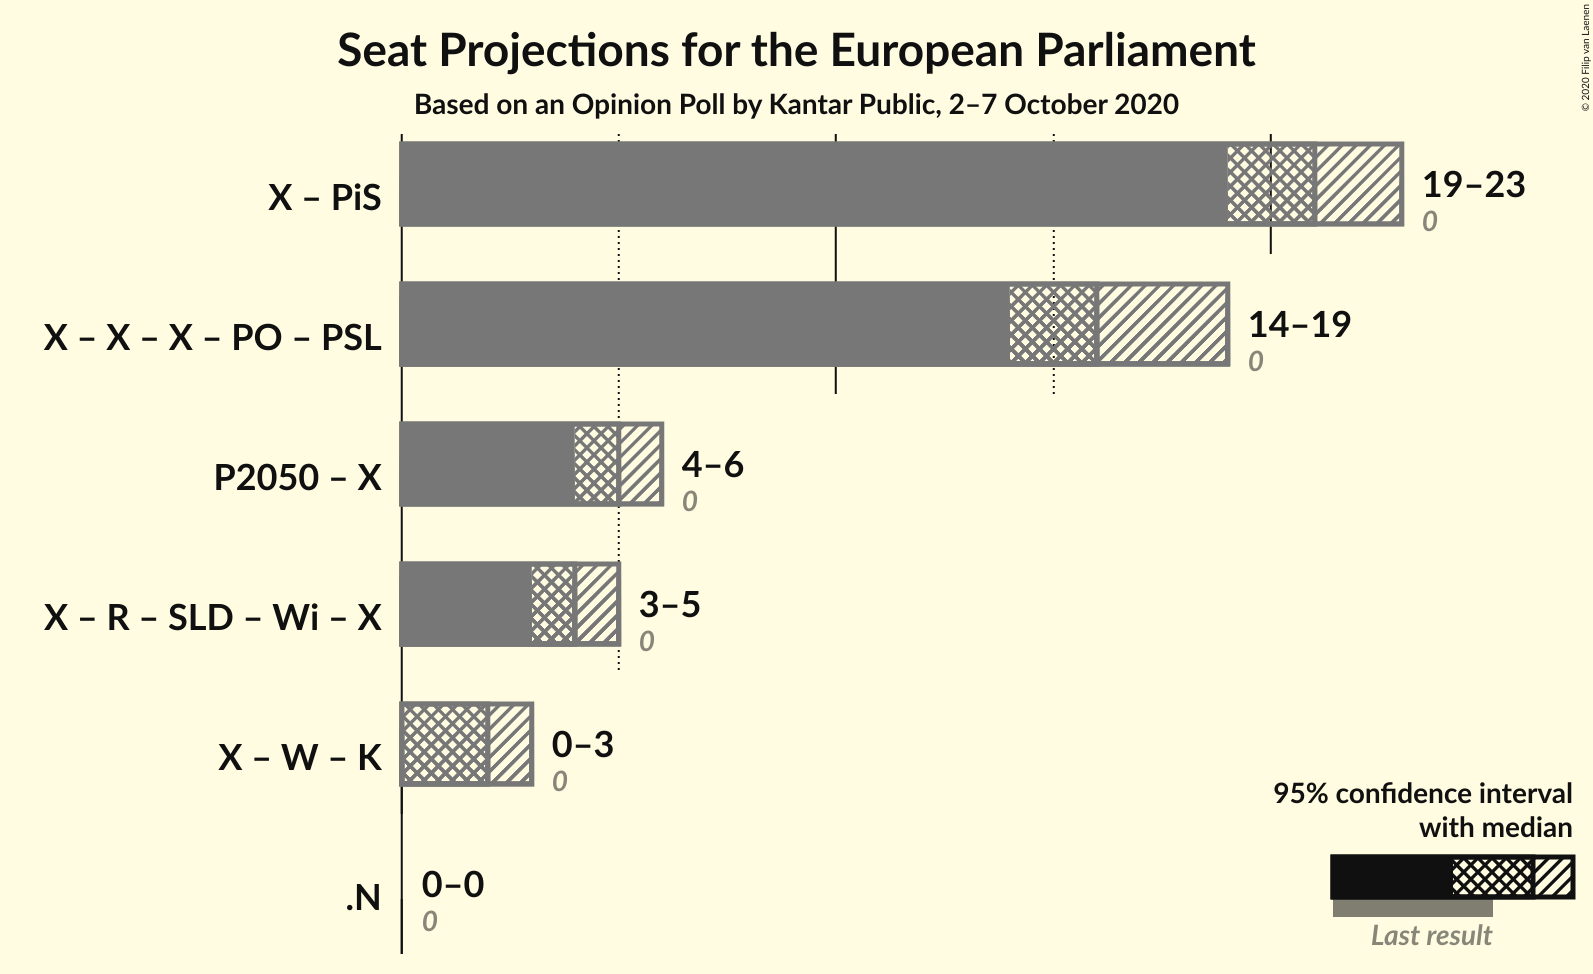 Seat Projections for the European Parliament
Based on an Opinion Poll by Kantar Public, 2–7 October 2020
© 2020 Filip van Laenen
X – PiS
19–23
0
X – X – X – PO – PSL
14–19
0
P2050 – X
4–6
0
X – R – SLD – Wi – X
3–5
0
X – W – K
0–3
0
.N
0–0
0
95% confidence interval
with median
Last result